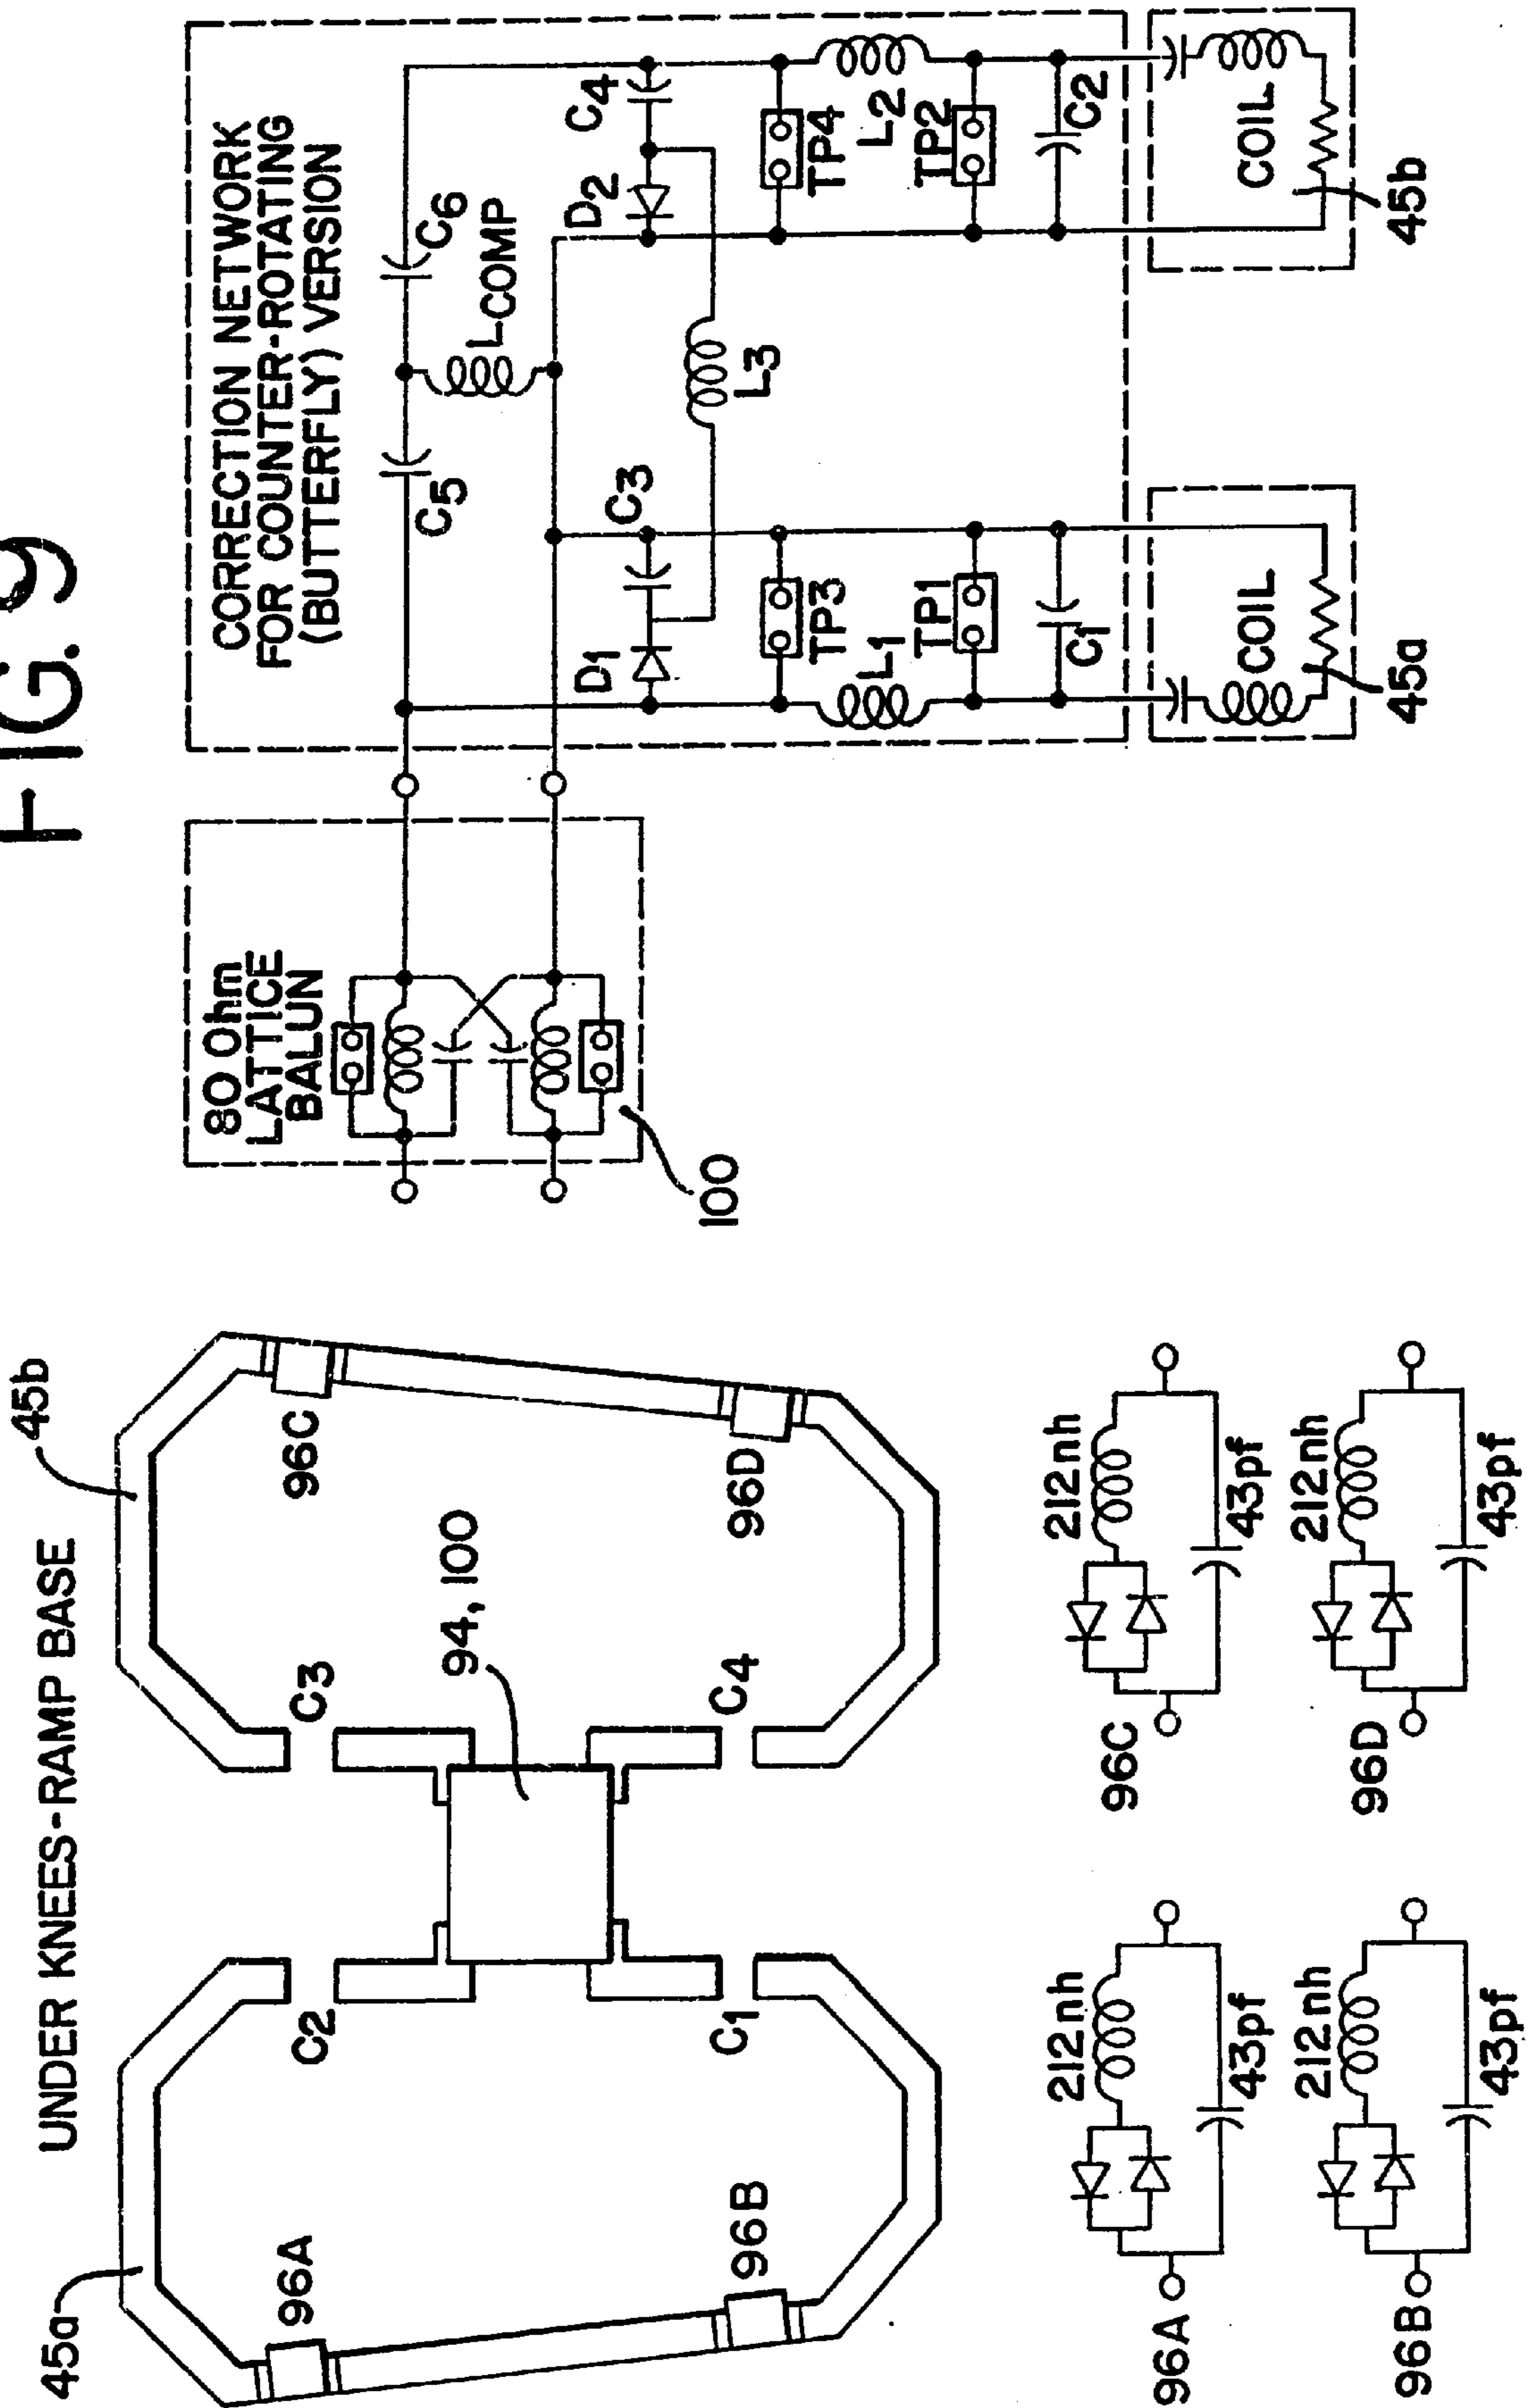 FIG. 9
UNDER KNEES-RAMP BASE
45a
45b
96A
96B
C2
C1
94, 100
C3
C4
96C
96D
96A
212nh
43pf
96C
212nh
43pf
96B
212nh
43pf
96D
212nh
43pf
80 Ohm
LATTICE
BALUN
100
CORRECTION NETWORK
FOR COUNTER-ROTATING
(BUTTERFLY) VERSION
C5
C6
LCOMP
D1
C3
D2
C4
L3
TP3
TP4
L1
L2
TP1
TP2
C1
C2
COIL
COIL
45a
45b